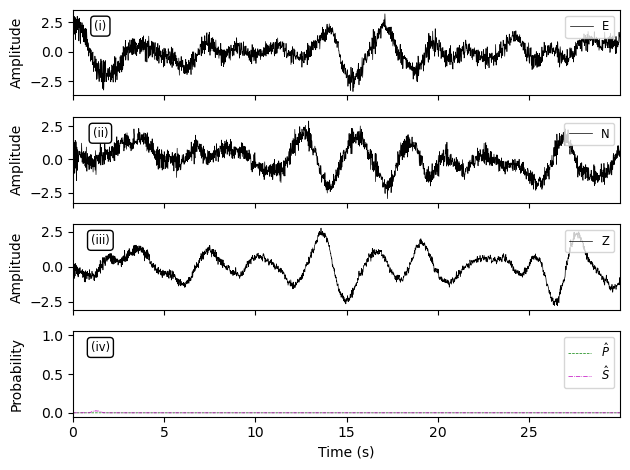 Amplitude
2.5
0.0
−2.5
(i)
E
Amplitude
2.5
0.0
−2.5
(ii)
N
Amplitude
2.5
0.0
−2.5
(iii)
Z
Probability
1.0
0.5
0.0
(iv)
P̂
Ŝ
0 5 10 15 20 25
Time (s)